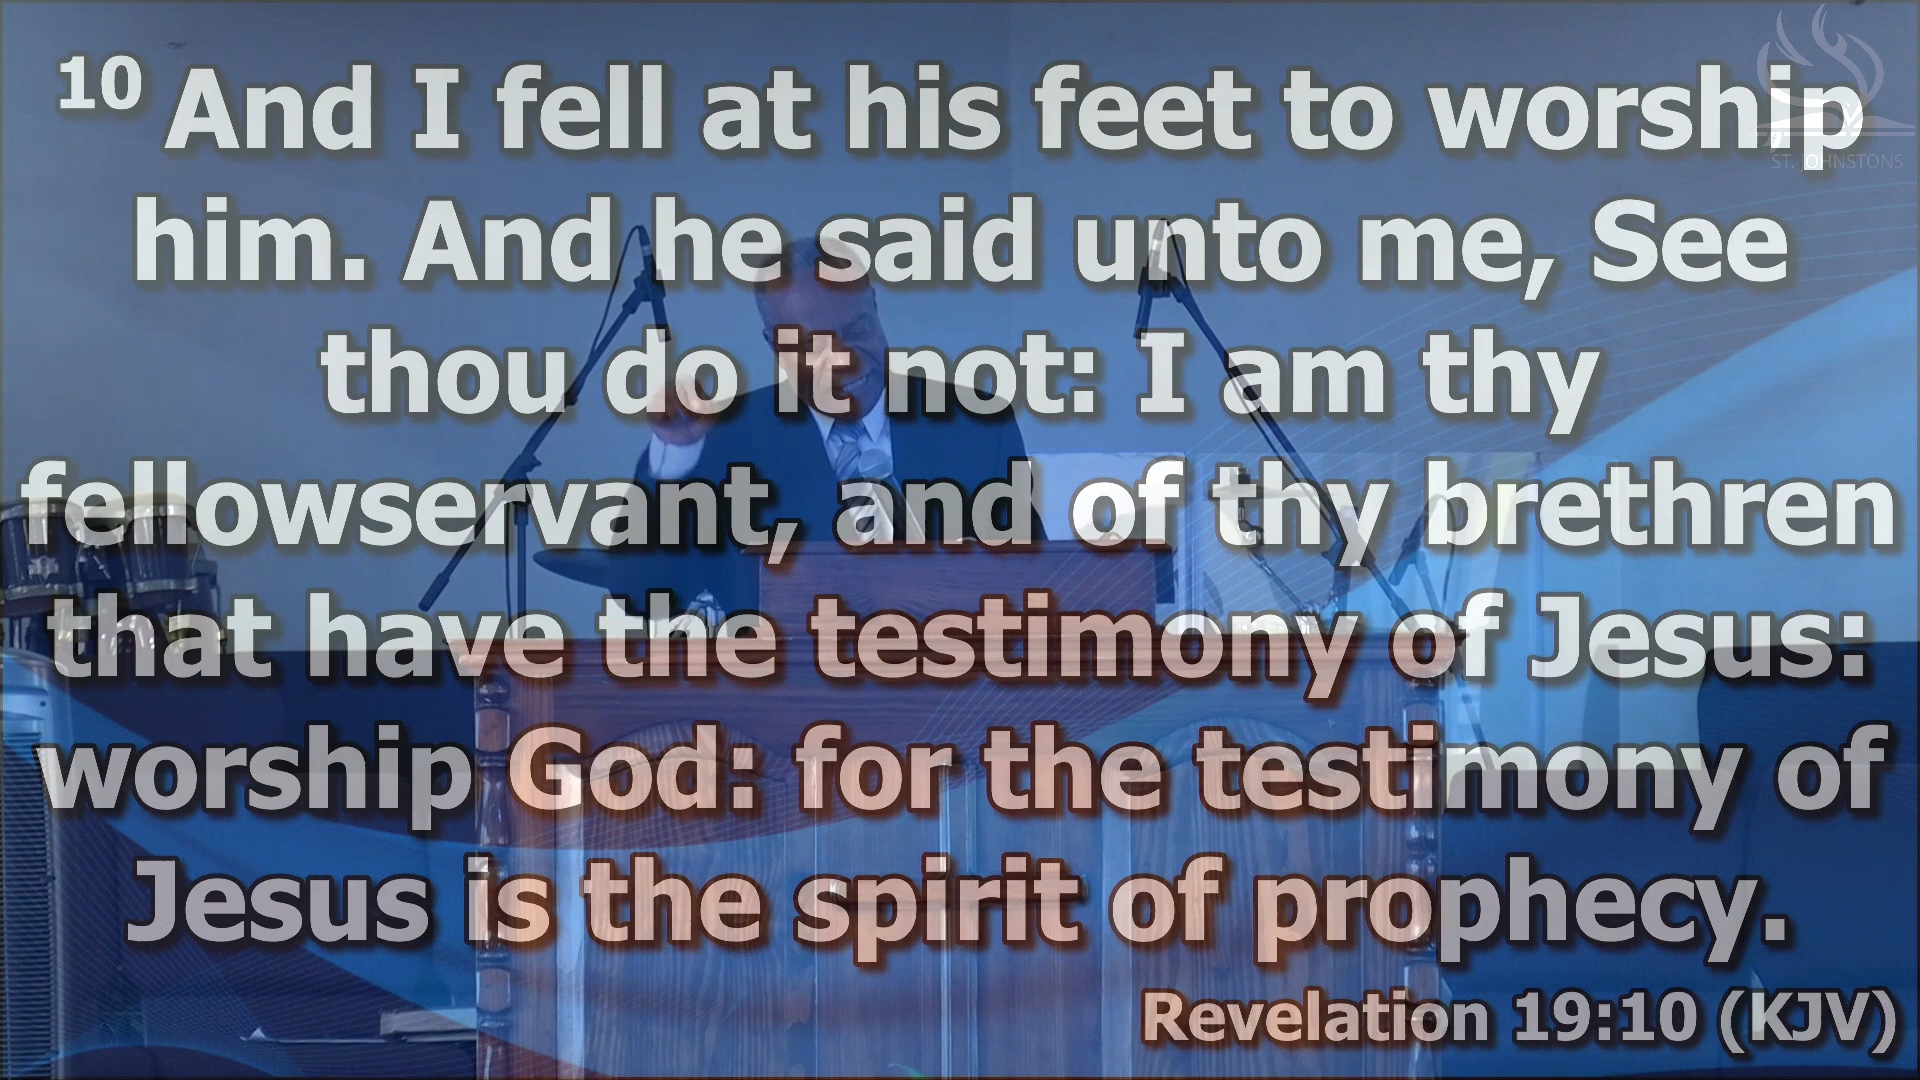 10 And I fell at his feet to worship
him. And he said unto me, See
thou do it not: I am thy
fellowservant, and of thy brethren
that have the testimony of Jesus:
worship God: for the testimony of
Jesus is the spirit of prophecy.
Revelation 19:10 (KJV)
ST. JOHNSTONS